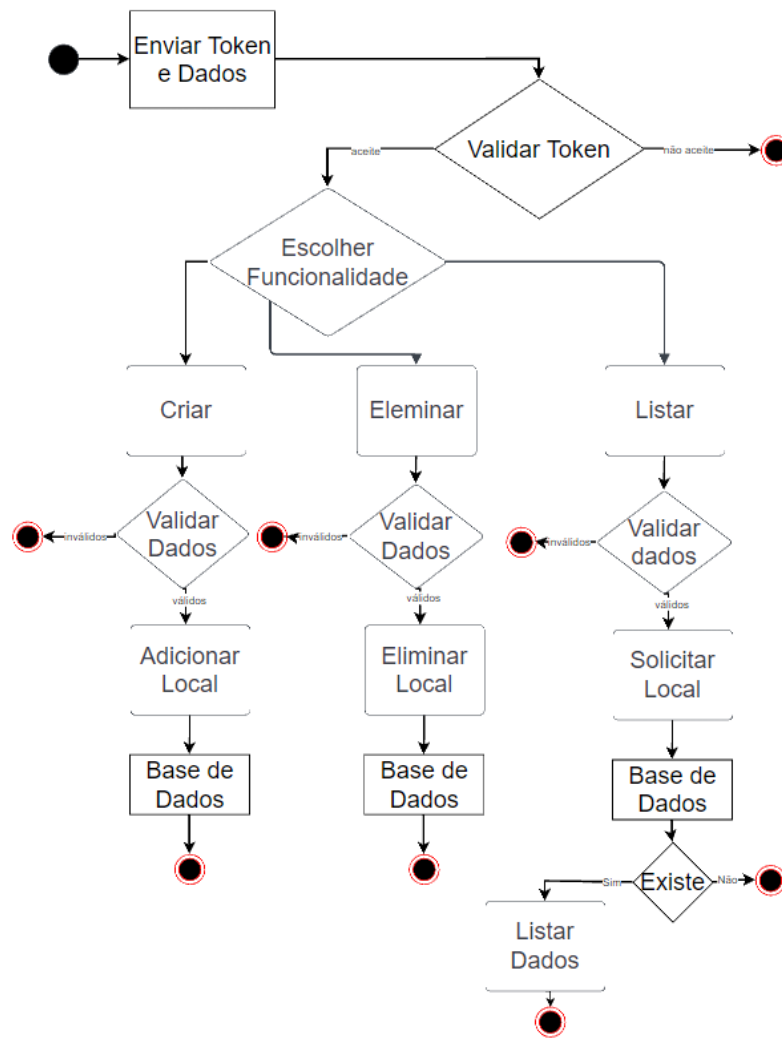 Enviar Token
e Dados
Validar Token
aceite
não aceite
Escolher
Funcionalidade
Criar
Eleminar
Listar
Validar
Dados
inválidos
Validar
Dados
inválidos
Validar
dados
inválidos
válidos
válidos
válidos
Adicionar
Local
Eliminar
Local
Solicitar
Local
Base de
Dados
Base de
Dados
Base de
Dados
Existe
Sim
Não
Listar
Dados